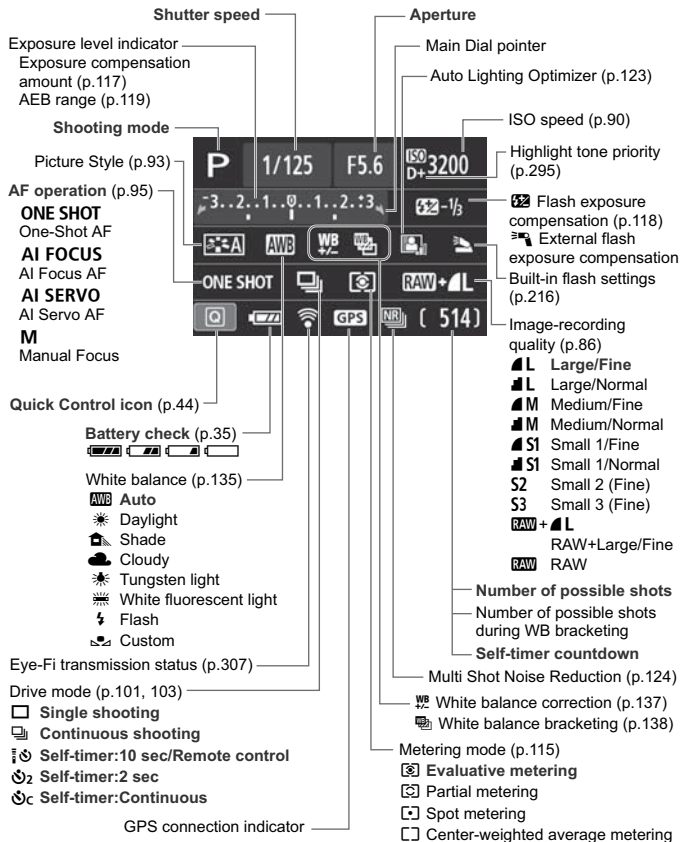 Shutter speed
Aperture
Exposure level indicator
Exposure compensation
amount (p.117)
AEB range (p.119)
Main Dial pointer
Auto Lighting Optimizer (p.123)
Shooting mode
ISO speed (p.90)
Picture Style (p.93)
Highlight tone priority
(p.295)
AF operation (p.95)
ONE SHOT
One-Shot AF
AI FOCUS
AI Focus AF
AI SERVO
AI Servo AF
M
Manual Focus
P 1/125 F5.6 ISO D+ 3200
-3..2..1..0..1..2.:3 -1/3
A AWB WB +/-
ONE SHOT RAW+L
Q GPS NR ( 514)
Flash exposure
compensation (p.118)
External flash
exposure compensation
Built-in flash settings
(p.216)
Image-recording
quality (p.86)
L Large/Fine
L Large/Normal
M Medium/Fine
M Medium/Normal
S1 Small 1/Fine
S1 Small 1/Normal
S2 Small 2 (Fine)
S3 Small 3 (Fine)
RAW+L
RAW+Large/Fine
RAW RAW
Quick Control icon (p.44)
Battery check (p.35)
White balance (p.135)
AWB Auto
Daylight
Shade
Cloudy
Tungsten light
White fluorescent light
Flash
Custom
Number of possible shots
Number of possible shots
during WB bracketing
Self-timer countdown
Eye-Fi transmission status (p.307)
Multi Shot Noise Reduction (p.124)
Drive mode (p.101, 103)
Single shooting
Continuous shooting
Self-timer:10 sec/Remote control
2 Self-timer:2 sec
C Self-timer:Continuous
WB +/- White balance correction (p.137)
White balance bracketing (p.138)
Metering mode (p.115)
Evaluative metering
Partial metering
Spot metering
Center-weighted average metering
GPS connection indicator